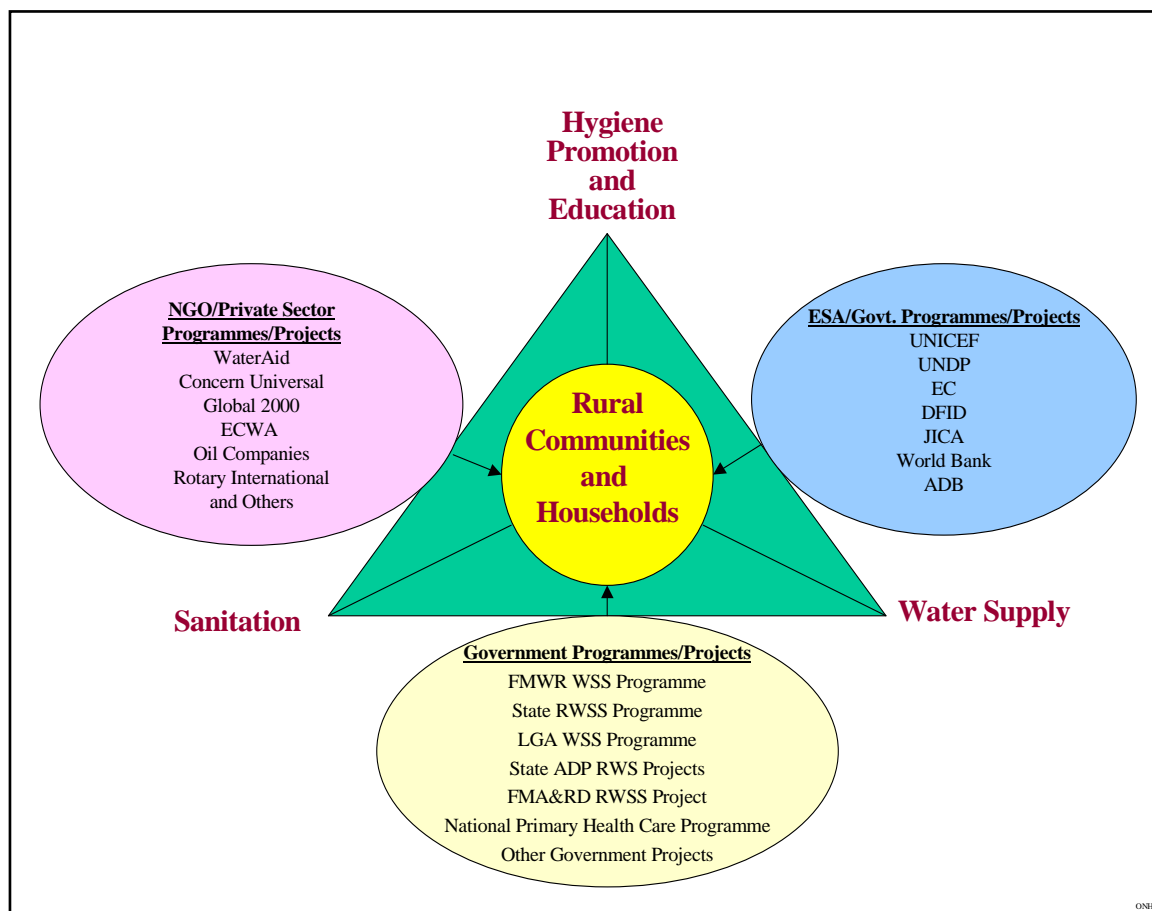 Hygiene
Promotion
and
Education
NGO/Private Sector
Programmes/Projects
WaterAid
Concern Universal
Global 2000
ECWA
Oil Companies
Rotary International
and Others
ESA/Govt. Programmes/Projects
UNICEF
UNDP
EC
DFID
JICA
World Bank
ADB
Rural
Communities
and
Households
Sanitation
Water Supply
Government Programmes/Projects
FMWR WSS Programme
State RWSS Programme
LGA WSS Programme
State ADP RWS Projects
FMA&RD RWSS Project
National Primary Health Care Programme
Other Government Projects